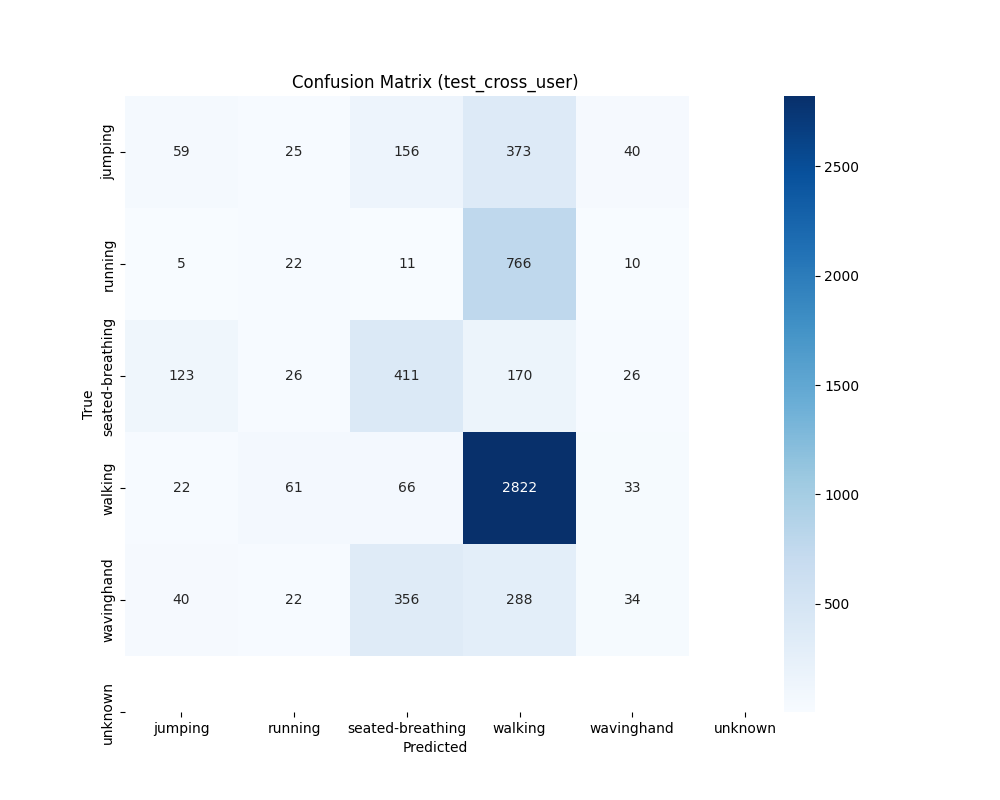 Confusion Matrix (test_cross_user)
jumping 59 25 156 373 40
running 5 22 11 766 10
seated-breathing 123 26 411 170 26
walking 22 61 66 2822 33
wavinghand 40 22 356 288 34
unknown
True
jumping running seated-breathing walking wavinghand unknown
Predicted
2500
2000
1500
1000
500